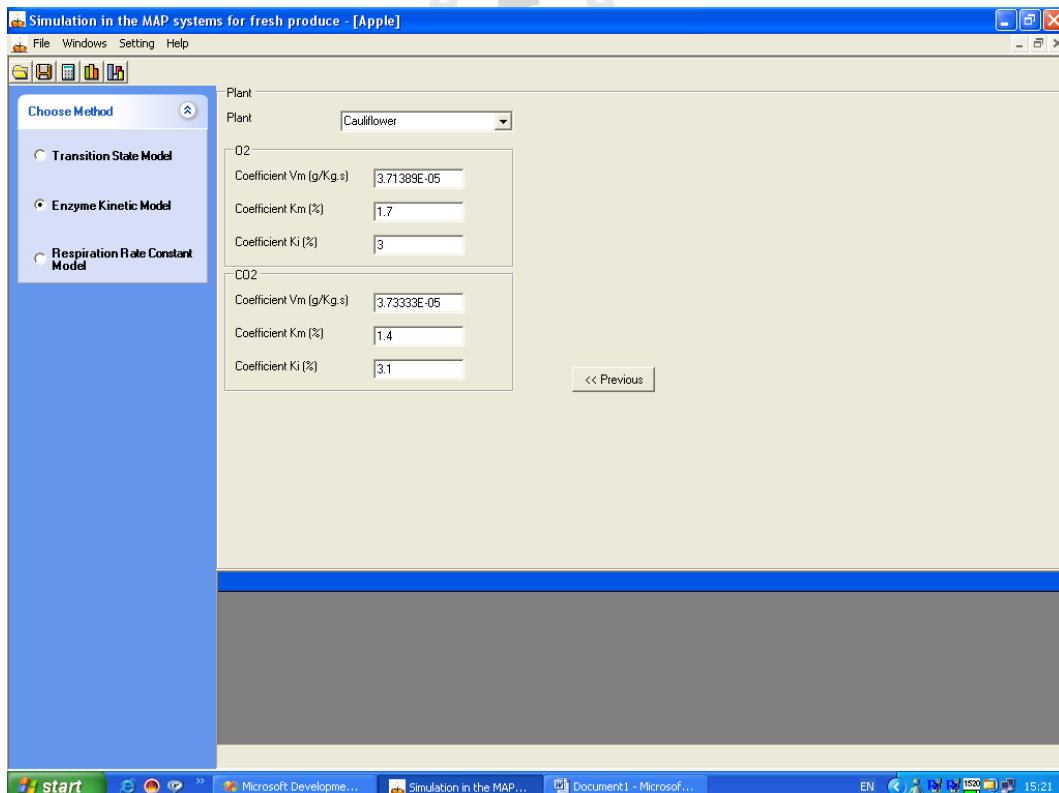 Simulation in the MAP systems for fresh produce - [Apple]
File Windows Setting Help
Choose Method
Transition State Model
Enzyme Kinetic Model
Respiration Rate Constant
Model
Plant
Plant
Cauliflower
O2
Coefficient Vm (g/Kg.s)
3.71389E-05
Coefficient Km (%)
1.7
Coefficient Ki (%)
3
CO2
Coefficient Vm (g/Kg.s)
3.73333E-05
Coefficient Km (%)
1.4
Coefficient Ki (%)
3.1
<< Previous
start
Microsoft Developme...
Simulation in the MAP...
Document1 - Microsof...
EN
1520
15:21